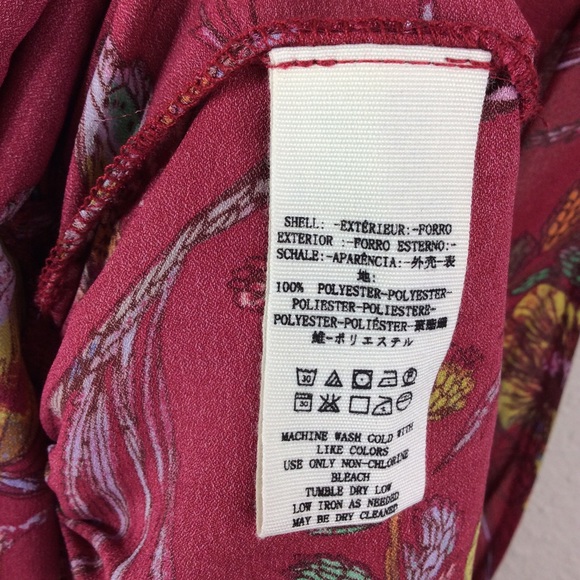 SHELL: -EXTÉRIEUR:-FORRO
EXTERIOR :-FORRO ESTERNO:-
SCHALE:-APARÊNCIA:-外壳-表
地:
100% POLYESTER-POLYESTER-
POLIESTER-POLIESTERE-
POLYESTER-POLIÉSTER-聚酯纖
維-ポリエステル
30
30
MACHINE WASH COLD WITH
LIKE COLORS
USE ONLY NON-CHLORINE
BLEACH
TUMBLE DRY LOW
LOW IRON AS NEEDED
MAY BE DRY CLEANED